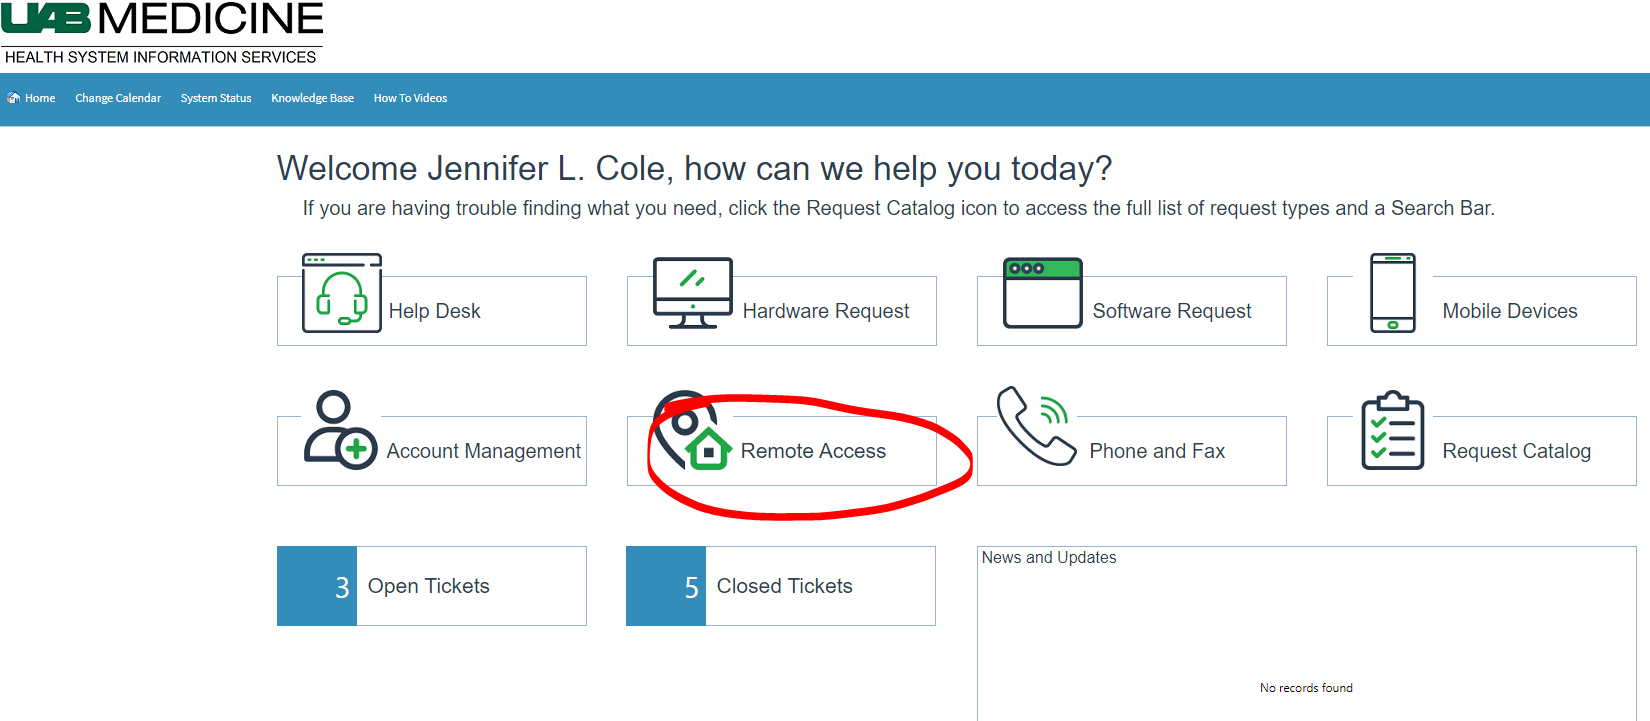 UAB MEDICINE
HEALTH SYSTEM INFORMATION SERVICES
Home Change Calendar System Status Knowledge Base How To Videos
Welcome Jennifer L. Cole, how can we help you today?
If you are having trouble finding what you need, click the Request Catalog icon to access the full list of request types and a Search Bar.
Help Desk
Hardware Request
Software Request
Mobile Devices
Account Management
Remote Access
Phone and Fax
Request Catalog
3 Open Tickets
5 Closed Tickets
News and Updates
No records found